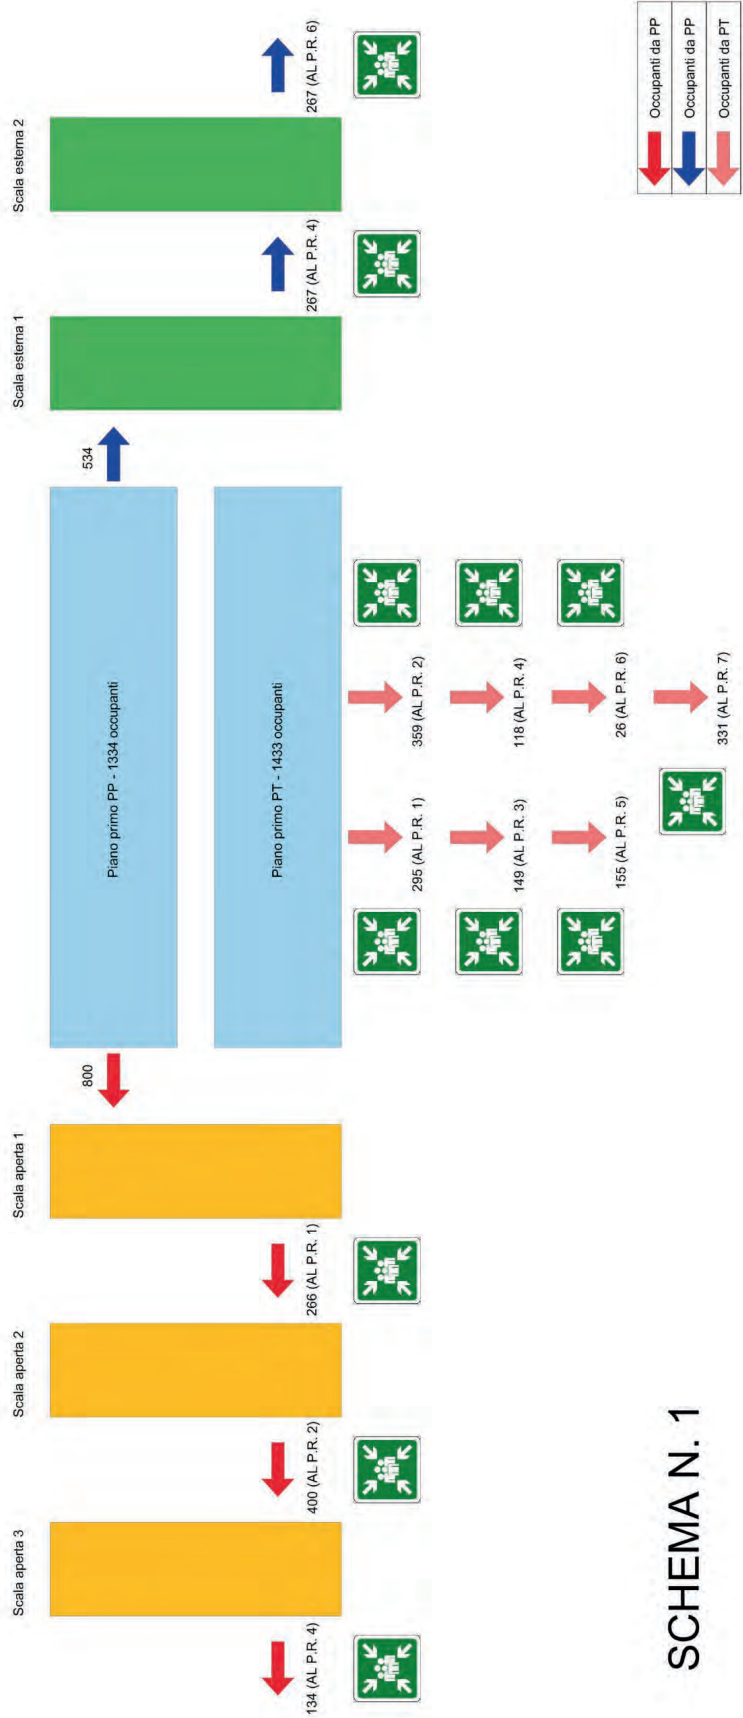 Scala aperta 3
Scala aperta 2
Scala aperta 1
Scala esterna 1
Scala esterna 2
800
534
Piano primo PP - 1334 occupanti
Piano primo PT - 1433 occupanti
134 (AL P.R. 4)
400 (AL P.R. 2)
266 (AL P.R. 1)
267 (AL P.R. 4)
267 (AL P.R. 6)
295 (AL P.R. 1)
359 (AL P.R. 2)
149 (AL P.R. 3)
118 (AL P.R. 4)
155 (AL P.R. 5)
26 (AL P.R. 6)
331 (AL P.R. 7)
SCHEMA N. 1
Occupanti da PP
Occupanti da PP
Occupanti da PT